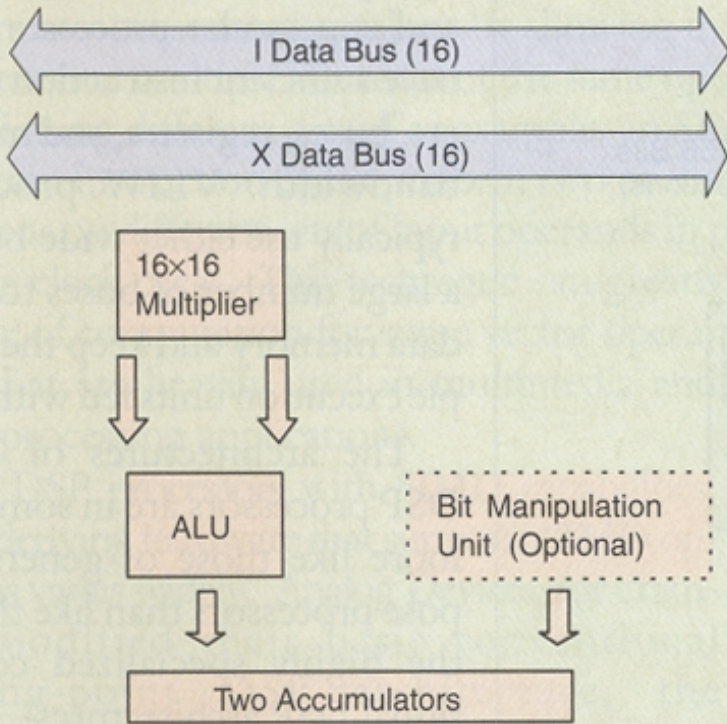 I Data Bus (16)
X Data Bus (16)
16×16
Multiplier
ALU
Bit Manipulation
Unit (Optional)
Two Accumulators